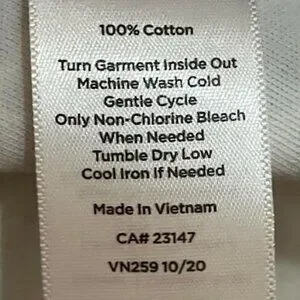 100% Cotton
Turn Garment Inside Out
Machine Wash Cold
Gentle Cycle
Only Non-Chlorine Bleach
When Needed
Tumble Dry Low
Cool Iron If Needed
Made In Vietnam
CA# 23147
VN259 10/20